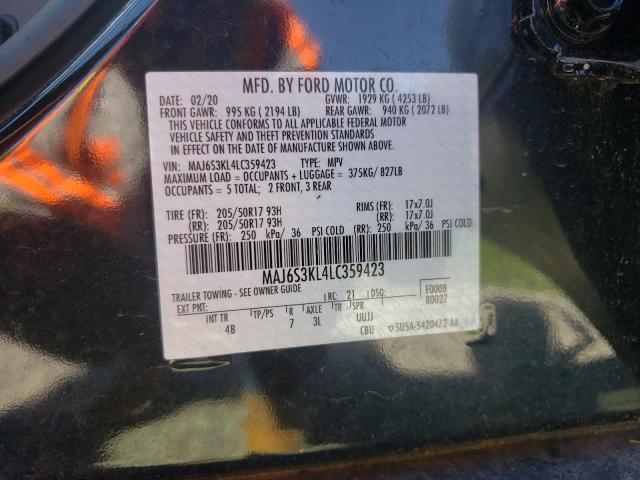 MFD. BY FORD MOTOR CO.
DATE: 02/20 GVWR: 1929 KG ( 4253 LB)
FRONT GAWR: 995 KG ( 2194 LB) REAR GAWR: 940 KG ( 2072 LB)
THIS VEHICLE CONFORMS TO ALL APPLICABLE FEDERAL MOTOR
VEHICLE SAFETY AND THEFT PREVENTION STANDARDS
IN EFFECT ON THE DATE OF MANUFACTURE SHOWN ABOVE.
VIN: MAJ6S3KL4LC359423 TYPE: MPV
MAXIMUM LOAD = OCCUPANTS + LUGGAGE = 375KG/ 827LB
OCCUPANTS = 5 TOTAL; 2 FRONT, 3 REAR
TIRE (FR): 205/50R17 93H RIMS (FR): 17x7.0J
(RR): 205/50R17 93H (RR): 17x7.0J
PRESSURE (FR): 250 kPa/ 36 PSI COLD (RR): 250 kPa/ 36 PSI COLD
MAJ6S3KL4LC359423
TRAILER TOWING - SEE OWNER GUIDE
EXT PNT: RC: 21 DSO: F0008
R0027
INT TR TP/PS R AXLE TR SPR
4B 7 3L UUJJ
CBU 5U5A-5420472-AA